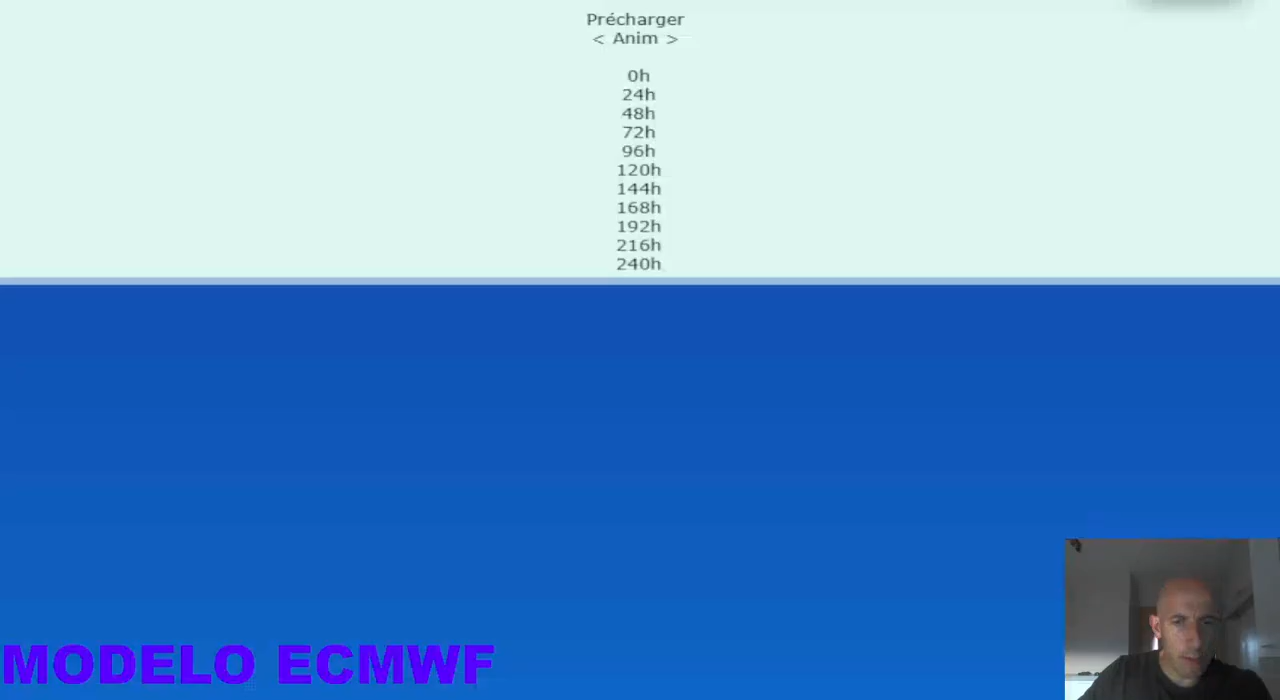 Précharger
< Anim >
0h
24h
48h
72h
96h
120h
144h
168h
192h
216h
240h
MODELO ECMWF